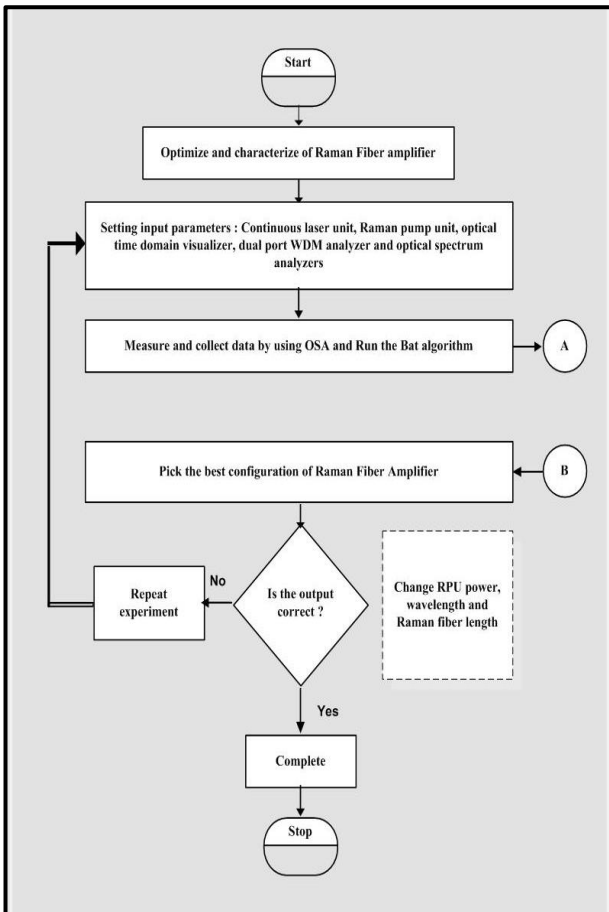 Start
Optimize and characterize of Raman Fiber amplifier
Setting input parameters : Continuous laser unit, Raman pump unit, optical
time domain visualizer, dual port WDM analyzer and optical spectrum
analyzers
Measure and collect data by using OSA and Run the Bat algorithm
A
Pick the best configuration of Raman Fiber Amplifier
B
Is the output
correct ?
No
Repeat
experiment
Change RPU power,
wavelength and
Raman fiber length
Yes
Complete
Stop